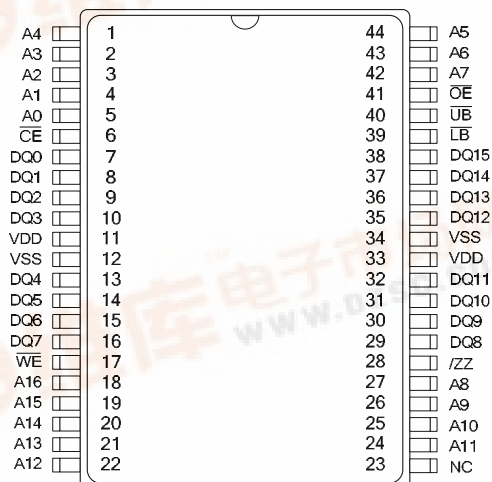 A4 1 44 A5
A3 2 43 A6
A2 3 42 A7
A1 4 41 OE
A0 5 40 UB
CE 6 39 LB
DQ0 7 38 DQ15
DQ1 8 37 DQ14
DQ2 9 36 DQ13
DQ3 10 35 DQ12
VDD 11 34 VSS
VSS 12 33 VDD
DQ4 13 32 DQ11
DQ5 14 31 DQ10
DQ6 15 30 DQ9
DQ7 16 29 DQ8
WE 17 28 /ZZ
A16 18 27 A8
A15 19 26 A9
A14 20 25 A10
A13 21 24 A11
A12 22 23 NC